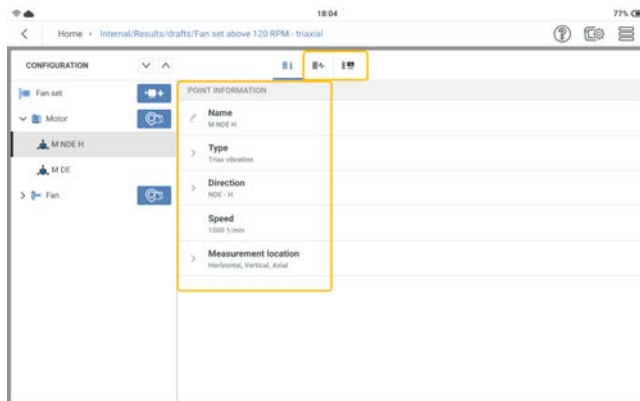 18:04
77%
Home › Internal/Results/drafts/Fan set above 120 RPM - triaxial
CONFIGURATION
Fan set
Motor
M NDE H
M DE
Fan
POINT INFORMATION
Name
M NDE H
Type
Triax vibration
Direction
NDE - H
Speed
1500 1/min
Measurement location
Horizontal, Vertical, Axial